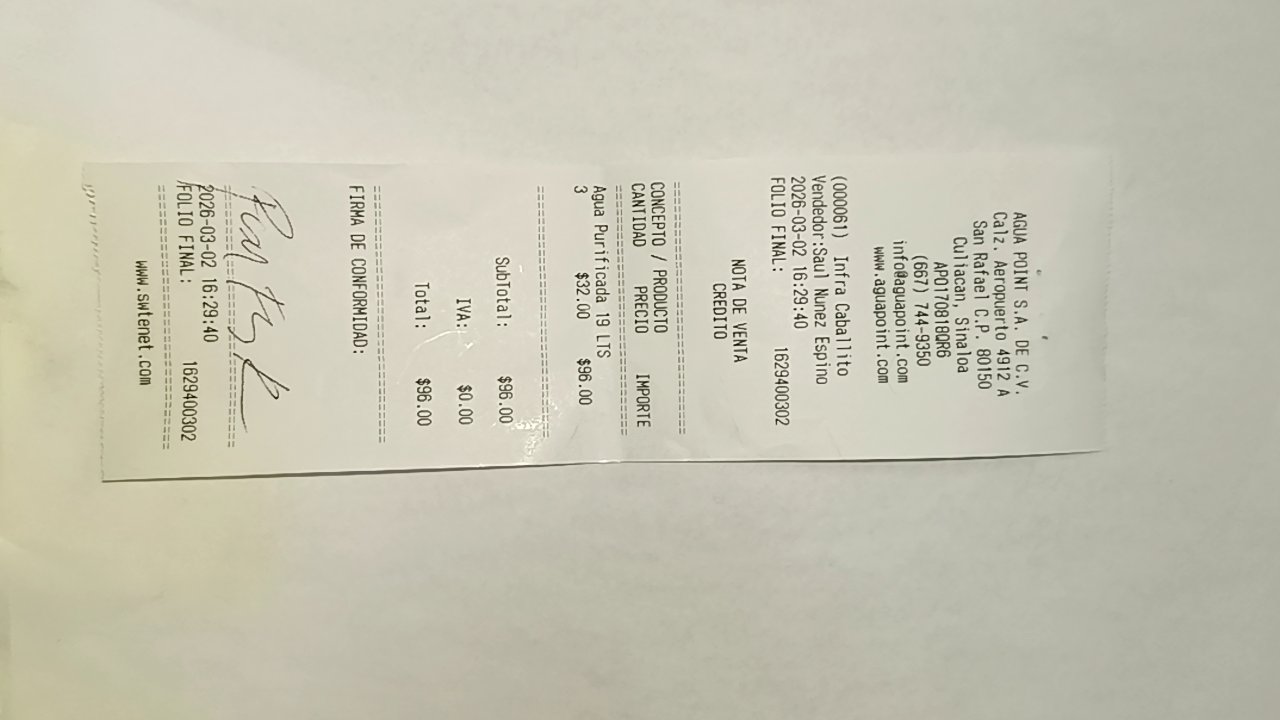 AGUA POINT S.A. DE C.V.
Calz. Aeropuerto 4912 A
San Rafael C.P. 80150
Culiacan, Sinaloa
APO170818QR6
(667) 744-9350
info@aguapoint.com
www.aguapoint.com
(000061) Infra Caballito
Vendedor:Saul Nunez Espino
2026-03-02 16:29:40
FOLIO FINAL: 1629400302
NOTA DE VENTA
CREDITO
CONCEPTO / PRODUCTO
CANTIDAD PRECIO IMPORTE
Agua Purificada 19 LTS
3 $32.00 $96.00
SubTotal: $96.00
IVA: $0.00
Total: $96.00
FIRMA DE CONFORMIDAD:
2026-03-02 16:29:40
FOLIO FINAL: 1629400302
www.swtenet.com